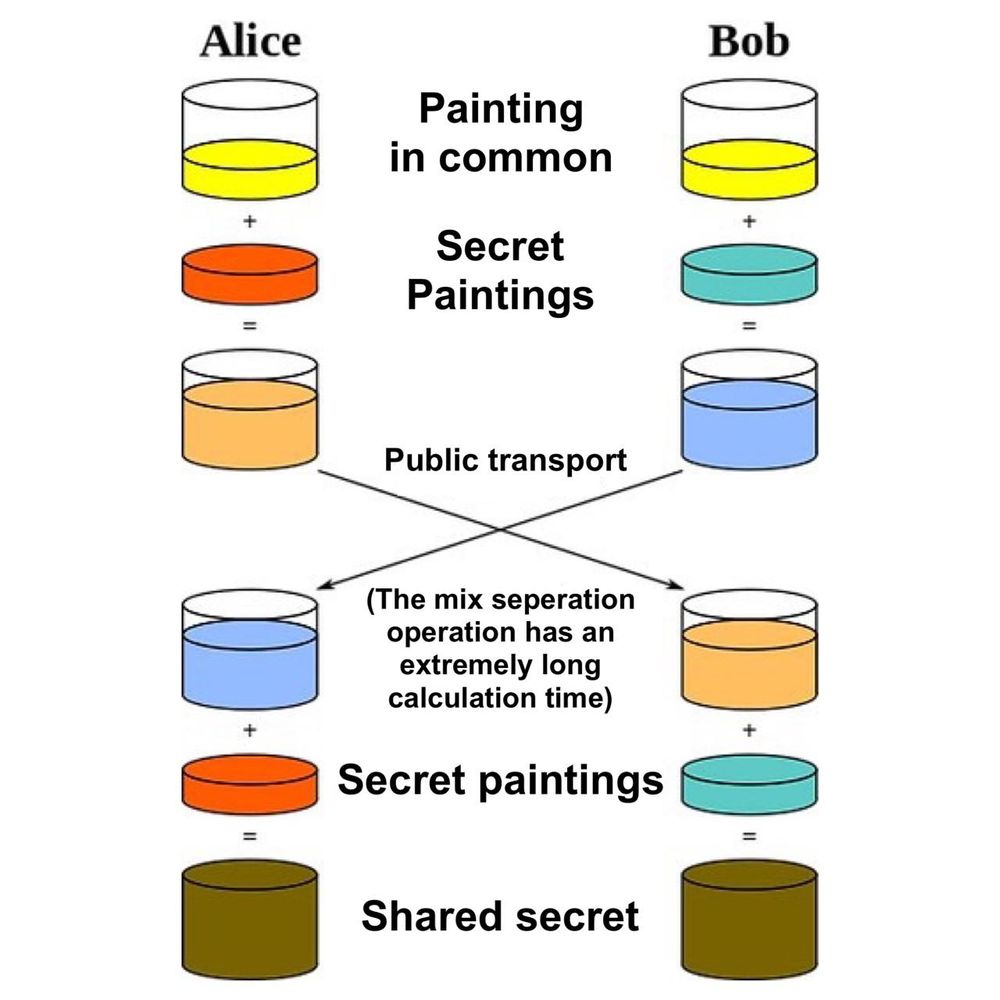 Alice
Bob
Painting
in common
+
+
Secret
Paintings
=
=
Public transport
(The mix seperation
operation has an
extremely long
calculation time)
+
+
Secret paintings
=
=
Shared secret